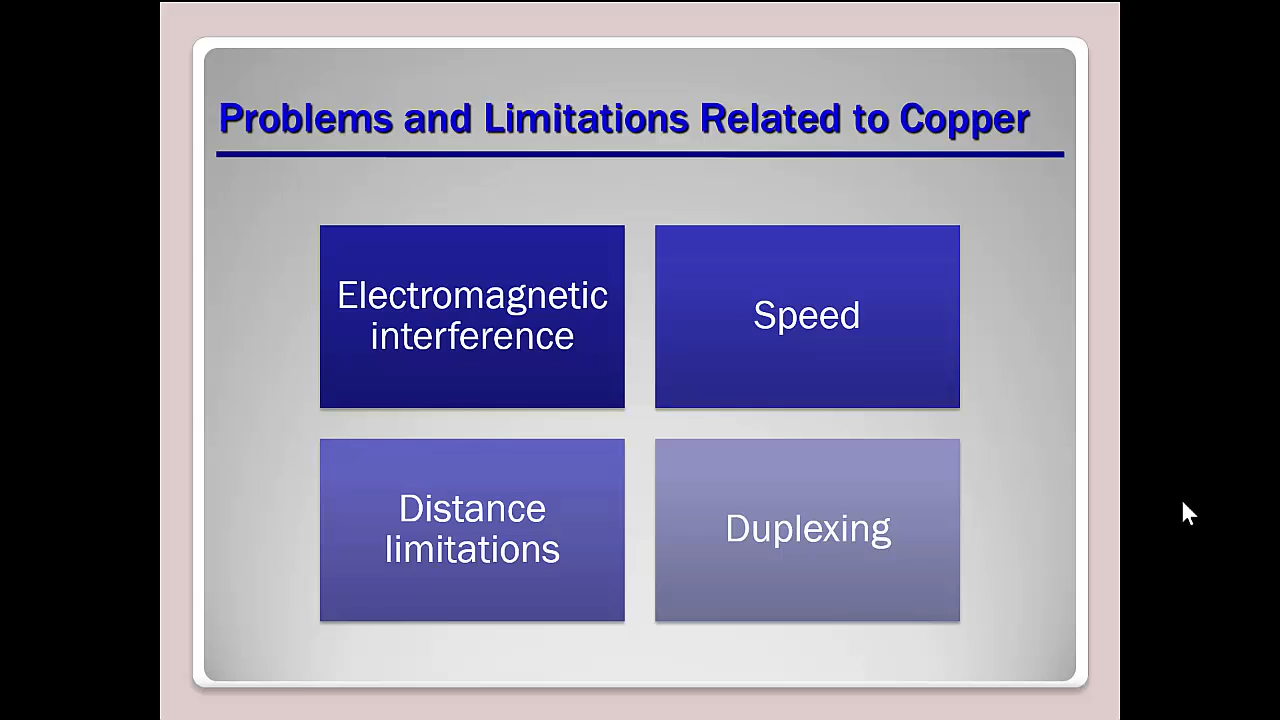 Problems and Limitations Related to Copper
Electromagnetic
interference
Speed
Distance
limitations
Duplexing